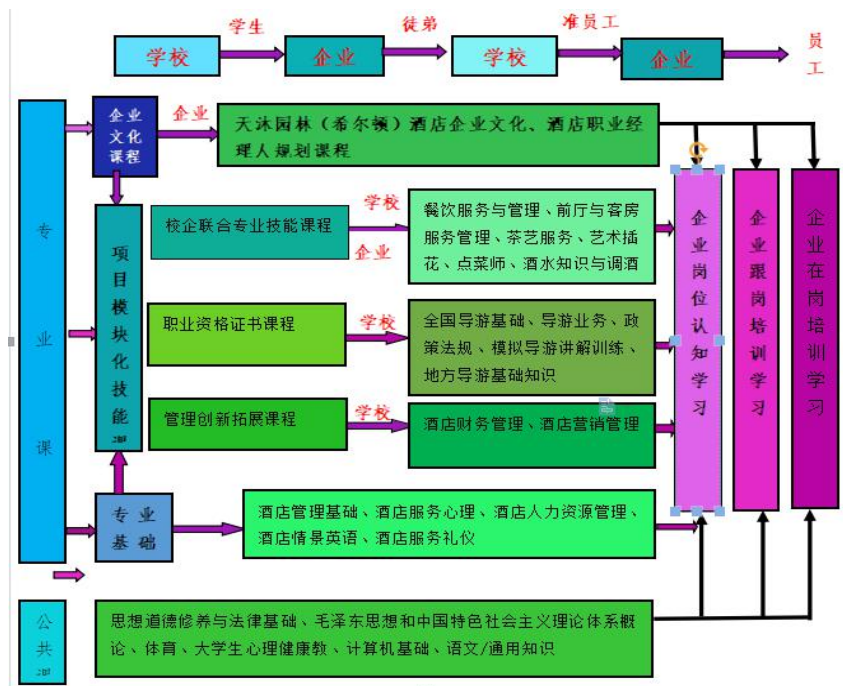 学生
徒弟
准员工
员
工
学校
企业
学校
企业
专
业
课
企业
文化
课程
企业
天沐园林（希尔顿）酒店企业文化、酒店职业经
理人规划课程
项
目
模
块
化
技
能
校企联合专业技能课程
学校
企业
餐饮服务与管理、前厅与客房
服务管理、茶艺服务、艺术插
花、点菜师、酒水知识与调酒
职业资格证书课程
学校
全国导游基础、导游业务、政
策法规、模拟导游讲解训练、
地方导游基础知识
管理创新拓展课程
学校
酒店财务管理、酒店营销管理
专业
基础
酒店管理基础、酒店服务心理、酒店人力资源管理、
酒店情景英语、酒店服务礼仪
企
业
岗
位
认
知
学
习
企
业
跟
岗
培
训
学
习
企
业
在
岗
培
训
学
习
公
共
思想道德修养与法律基础、毛泽东思想和中国特色社会主义理论体系概
论、体育、大学生心理健康教、计算机基础、语文/通用知识